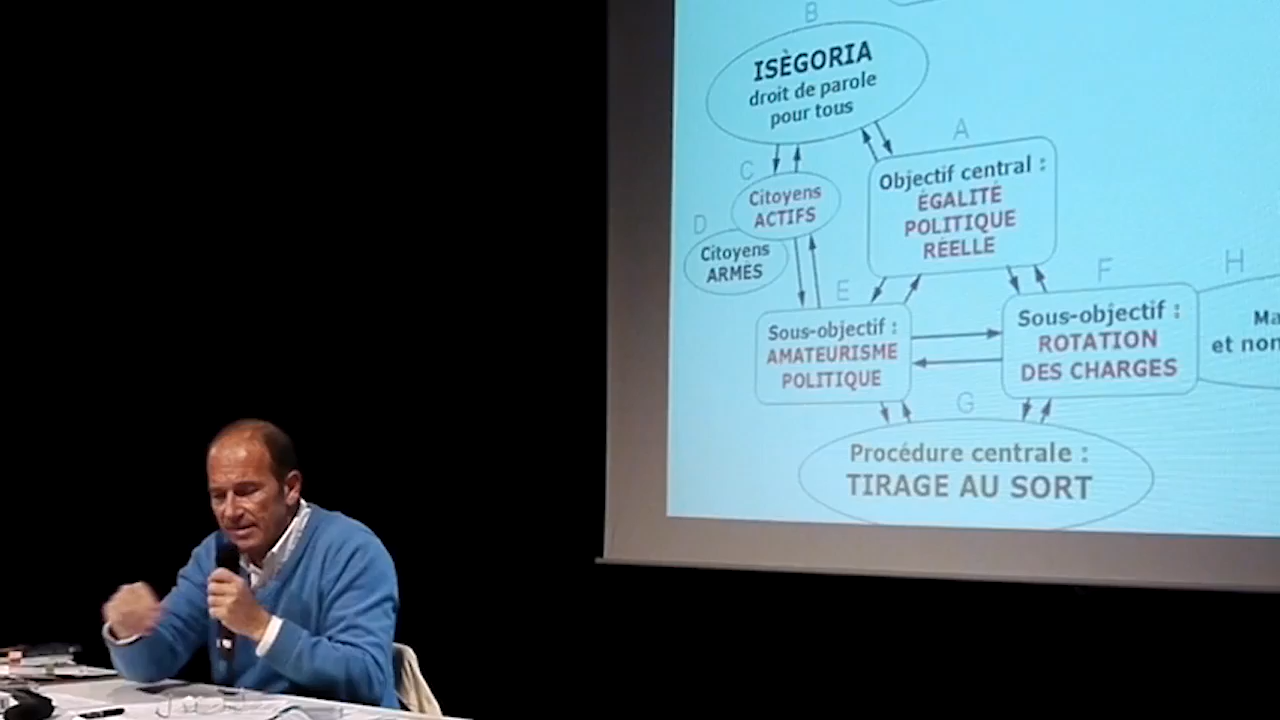 B
ISÈGORIA
droit de parole
pour tous
A
Objectif central :
ÉGALITÉ
POLITIQUE
RÉELLE
C
Citoyens
ACTIFS
D
Citoyens
ARMÉS
E
Sous-objectif :
AMATEURISME
POLITIQUE
F
Sous-objectif :
ROTATION
DES CHARGES
H
Ma
et non
G
Procédure centrale :
TIRAGE AU SORT